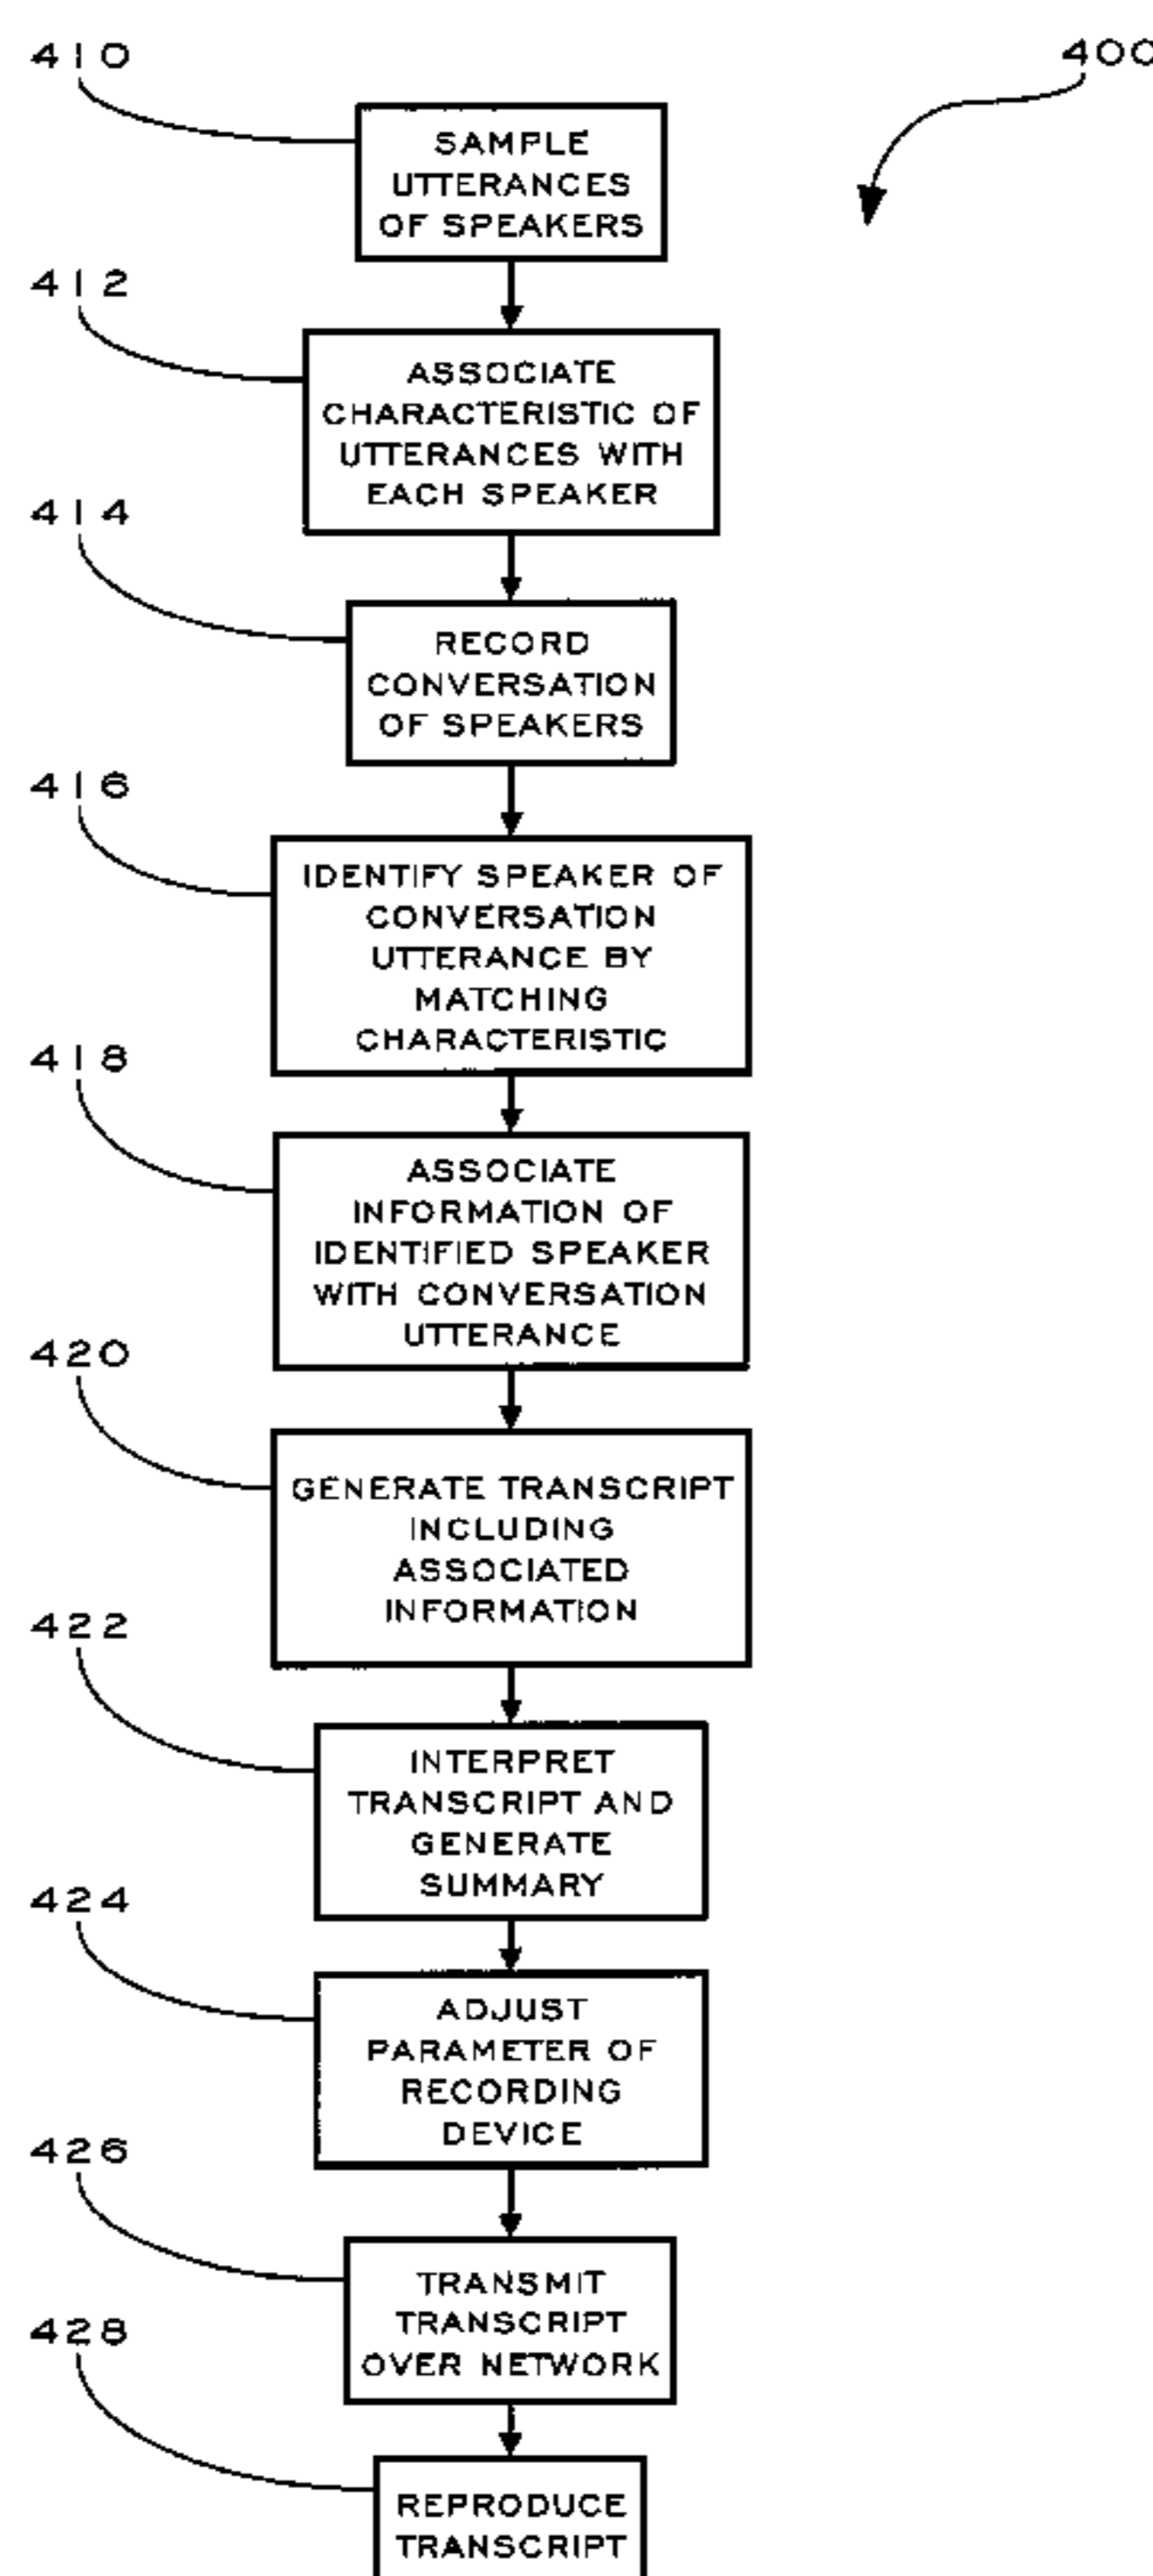 410
400
SAMPLE
UTTERANCES
OF SPEAKERS
412
ASSOCIATE
CHARACTERISTIC OF
UTTERANCES WITH
EACH SPEAKER
414
RECORD
CONVERSATION
OF SPEAKERS
416
IDENTIFY SPEAKER OF
CONVERSATION
UTTERANCE BY
MATCHING
CHARACTERISTIC
418
ASSOCIATE
INFORMATION OF
IDENTIFIED SPEAKER
WITH CONVERSATION
UTTERANCE
420
GENERATE TRANSCRIPT
INCLUDING
ASSOCIATED
INFORMATION
422
INTERPRET
TRANSCRIPT AND
GENERATE
SUMMARY
424
ADJUST
PARAMETER OF
RECORDING
DEVICE
426
TRANSMIT
TRANSCRIPT
OVER NETWORK
428
REPRODUCE
TRANSCRIPT